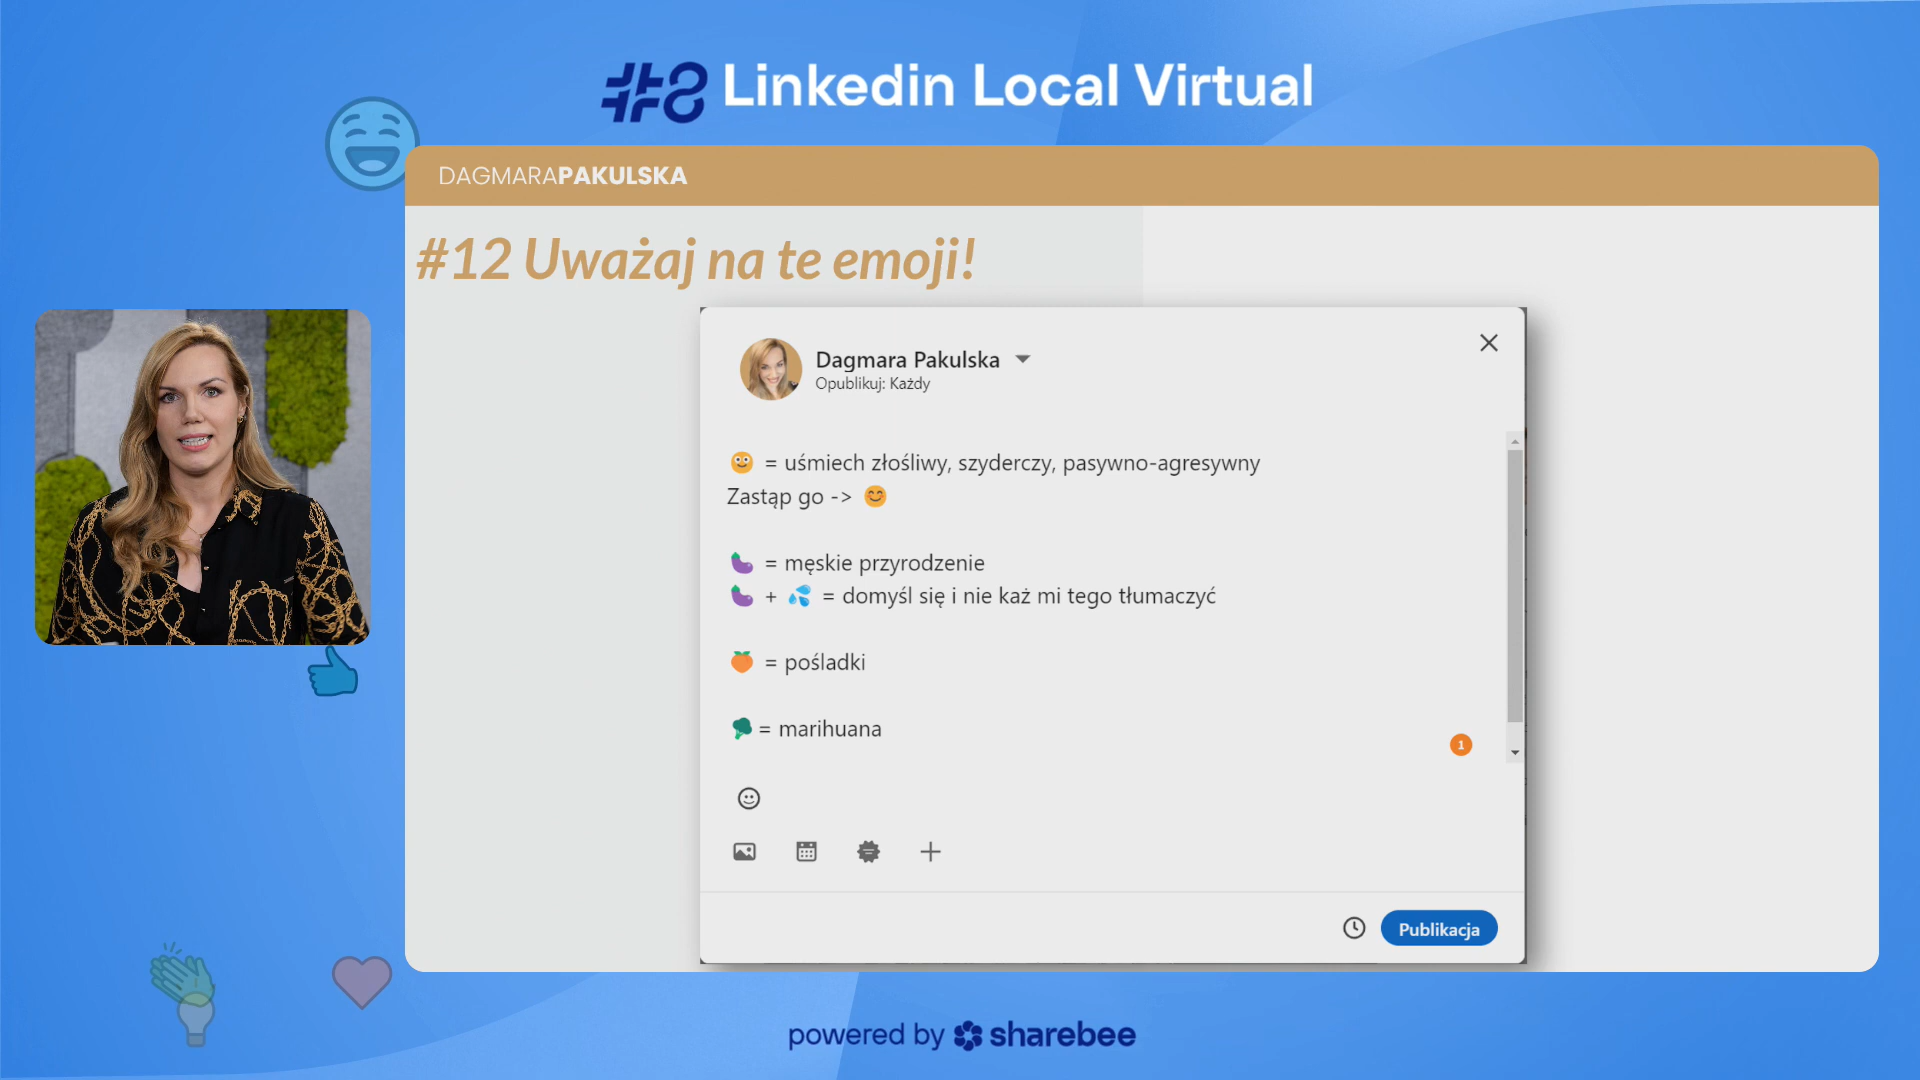 #8 Linkedin Local Virtual
DAGMARAPAKULSKA
#12 Uważaj na te emoji!
Dagmara Pakulska
Opublikuj: Każdy
🙂 = uśmiech złośliwy, szyderczy, pasywno-agresywny
Zastąp go -> 😊
🍆 = męskie przyrodzenie
🍆 + 💦 = domyśl się i nie każ mi tego tłumaczyć
🍑 = pośladki
🥦 = marihuana
1
Publikacja
powered by sharebee